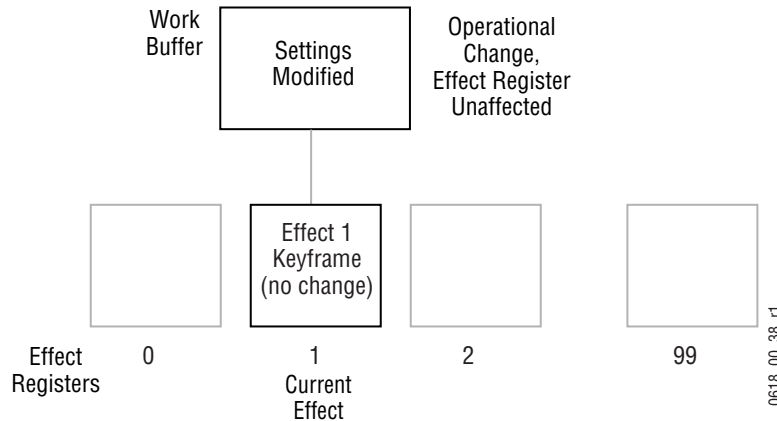 Work
Buffer
Settings
Modified
Operational
Change,
Effect Register
Unaffected
Effect 1
Keyframe
(no change)
Effect
Registers
0
1
2
99
Current
Effect
0618_00_38_r1